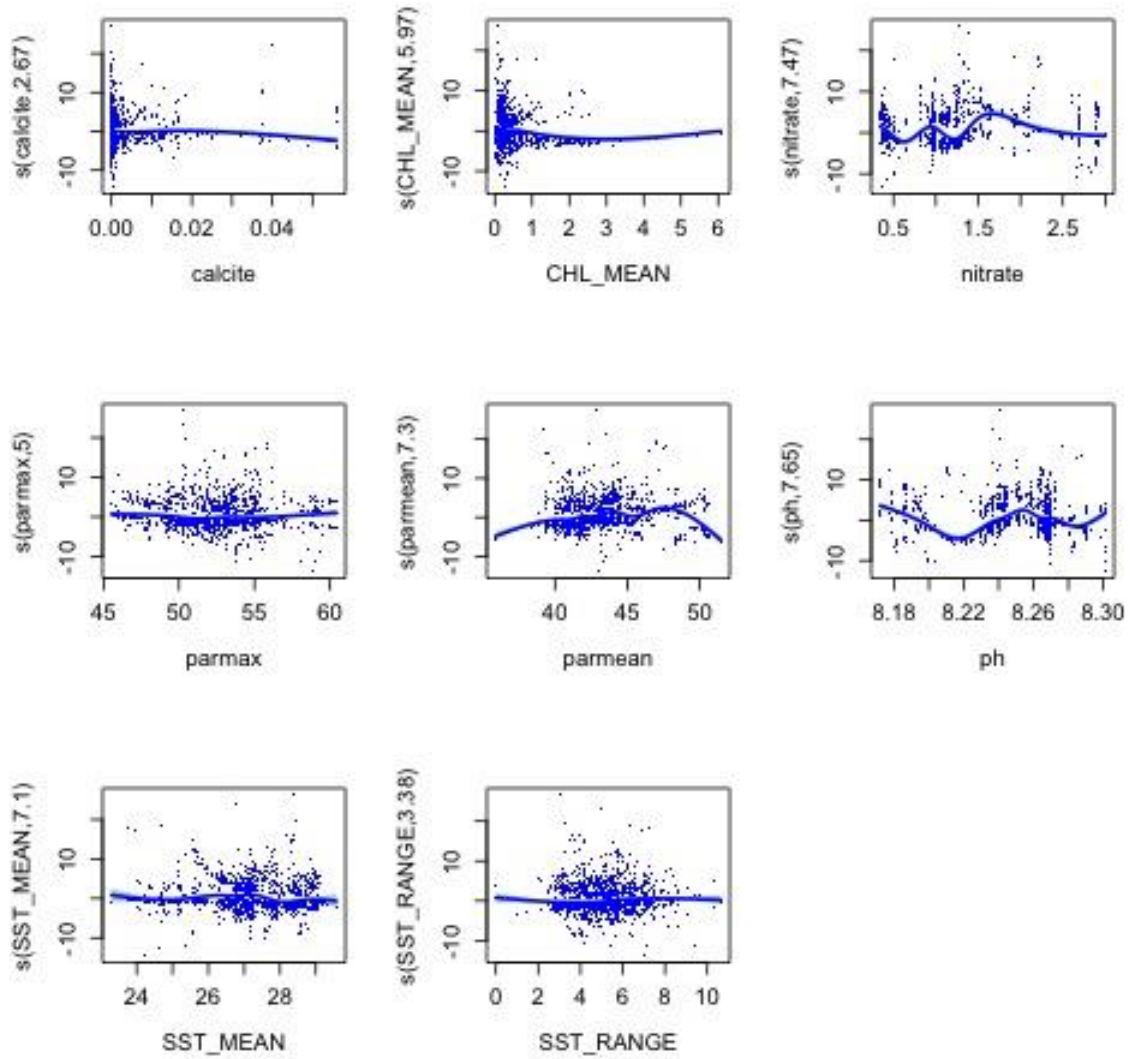 s(calcite,2.67)
10
-10
0.00 0.02 0.04
calcite
s(CHL_MEAN,5.97)
10
-10
0 1 2 3 4 5 6
CHL_MEAN
s(nitrate,7.47)
10
-10
0.5 1.5 2.5
nitrate
s(parmax,5)
10
-10
45 50 55 60
parmax
s(parmean,7.3)
10
-10
40 45 50
parmean
s(ph,7.65)
10
-10
8.18 8.22 8.26 8.30
ph
s(SST_MEAN,7.1)
10
-10
24 26 28
SST_MEAN
s(SST_RANGE,3.38)
10
-10
0 2 4 6 8 10
SST_RANGE